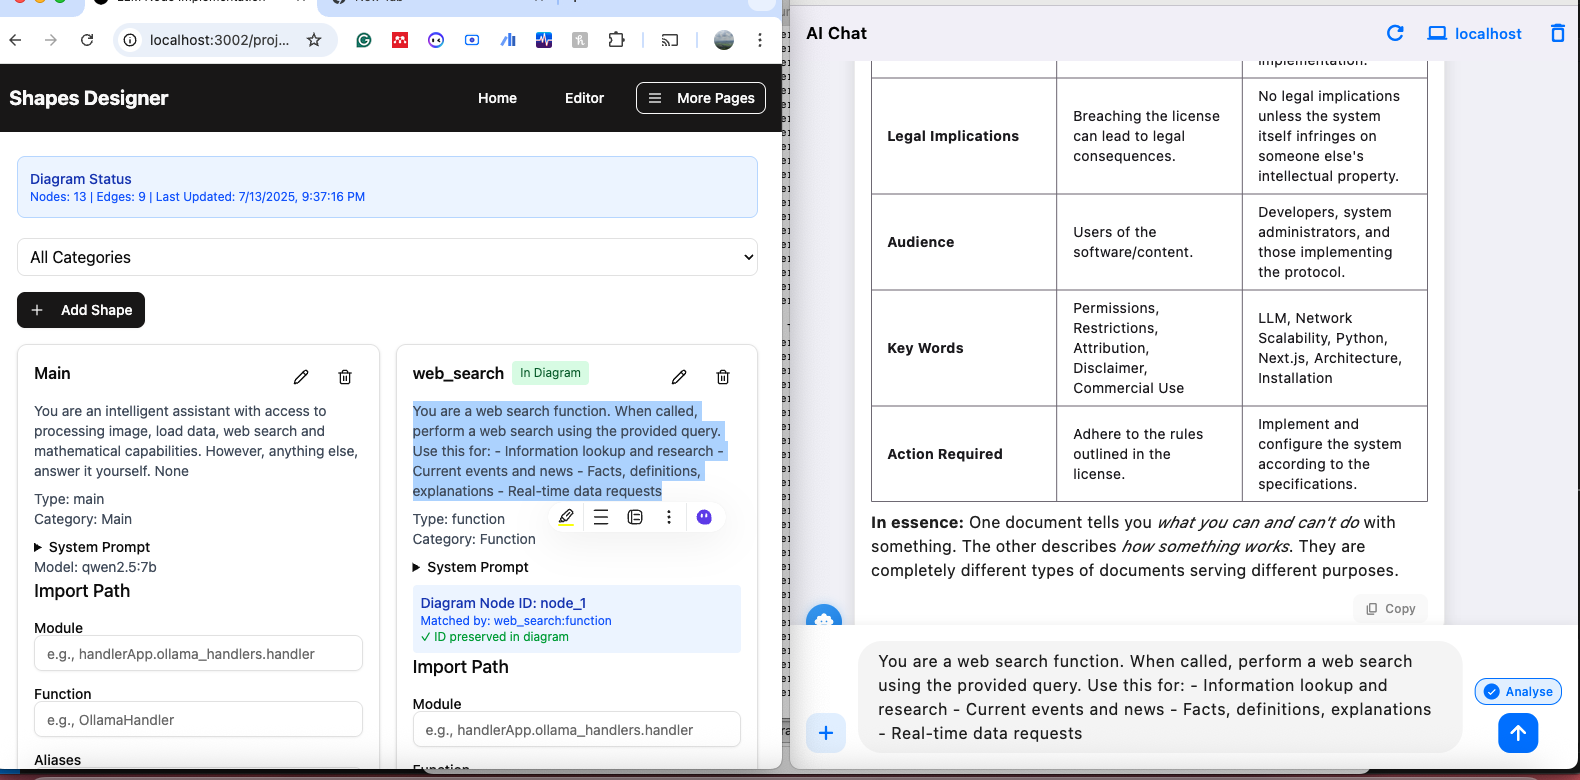 localhost:3002/proj...
Shapes Designer
Home
Editor
More Pages
Diagram Status
Nodes: 13 | Edges: 9 | Last Updated: 7/13/2025, 9:37:16 PM
All Categories
Add Shape
Main
You are an intelligent assistant with access to
processing image, load data, web search and
mathematical capabilities. However, anything else,
answer it yourself. None
Type: main
Category: Main
System Prompt
Model: qwen2.5:7b
Import Path
Module
e.g., handlerApp.ollama_handlers.handler
Function
e.g., OllamaHandler
Aliases
web_search
In Diagram
You are a web search function. When called,
perform a web search using the provided query.
Use this for: - Information lookup and research -
Current events and news - Facts, definitions,
explanations - Real-time data requests
Type: function
Category: Function
System Prompt
Diagram Node ID: node_1
Matched by: web_search:function
✓ ID preserved in diagram
Import Path
Module
e.g., handlerApp.ollama_handlers.handler
Function
AI Chat
localhost
implementation.
Legal Implications
Breaching the license
can lead to legal
consequences.
No legal implications
unless the system
itself infringes on
someone else's
intellectual property.
Audience
Users of the
software/content.
Developers, system
administrators, and
those implementing
the protocol.
Key Words
Permissions,
Restrictions,
Attribution,
Disclaimer,
Commercial Use
LLM, Network
Scalability, Python,
Next.js, Architecture,
Installation
Action Required
Adhere to the rules
outlined in the
license.
Implement and
configure the system
according to the
specifications.
In essence: One document tells you what you can and can't do with
something. The other describes how something works. They are
completely different types of documents serving different purposes.
Copy
You are a web search function. When called, perform a web search
using the provided query. Use this for: - Information lookup and
research - Current events and news - Facts, definitions, explanations
- Real-time data requests
Analyse